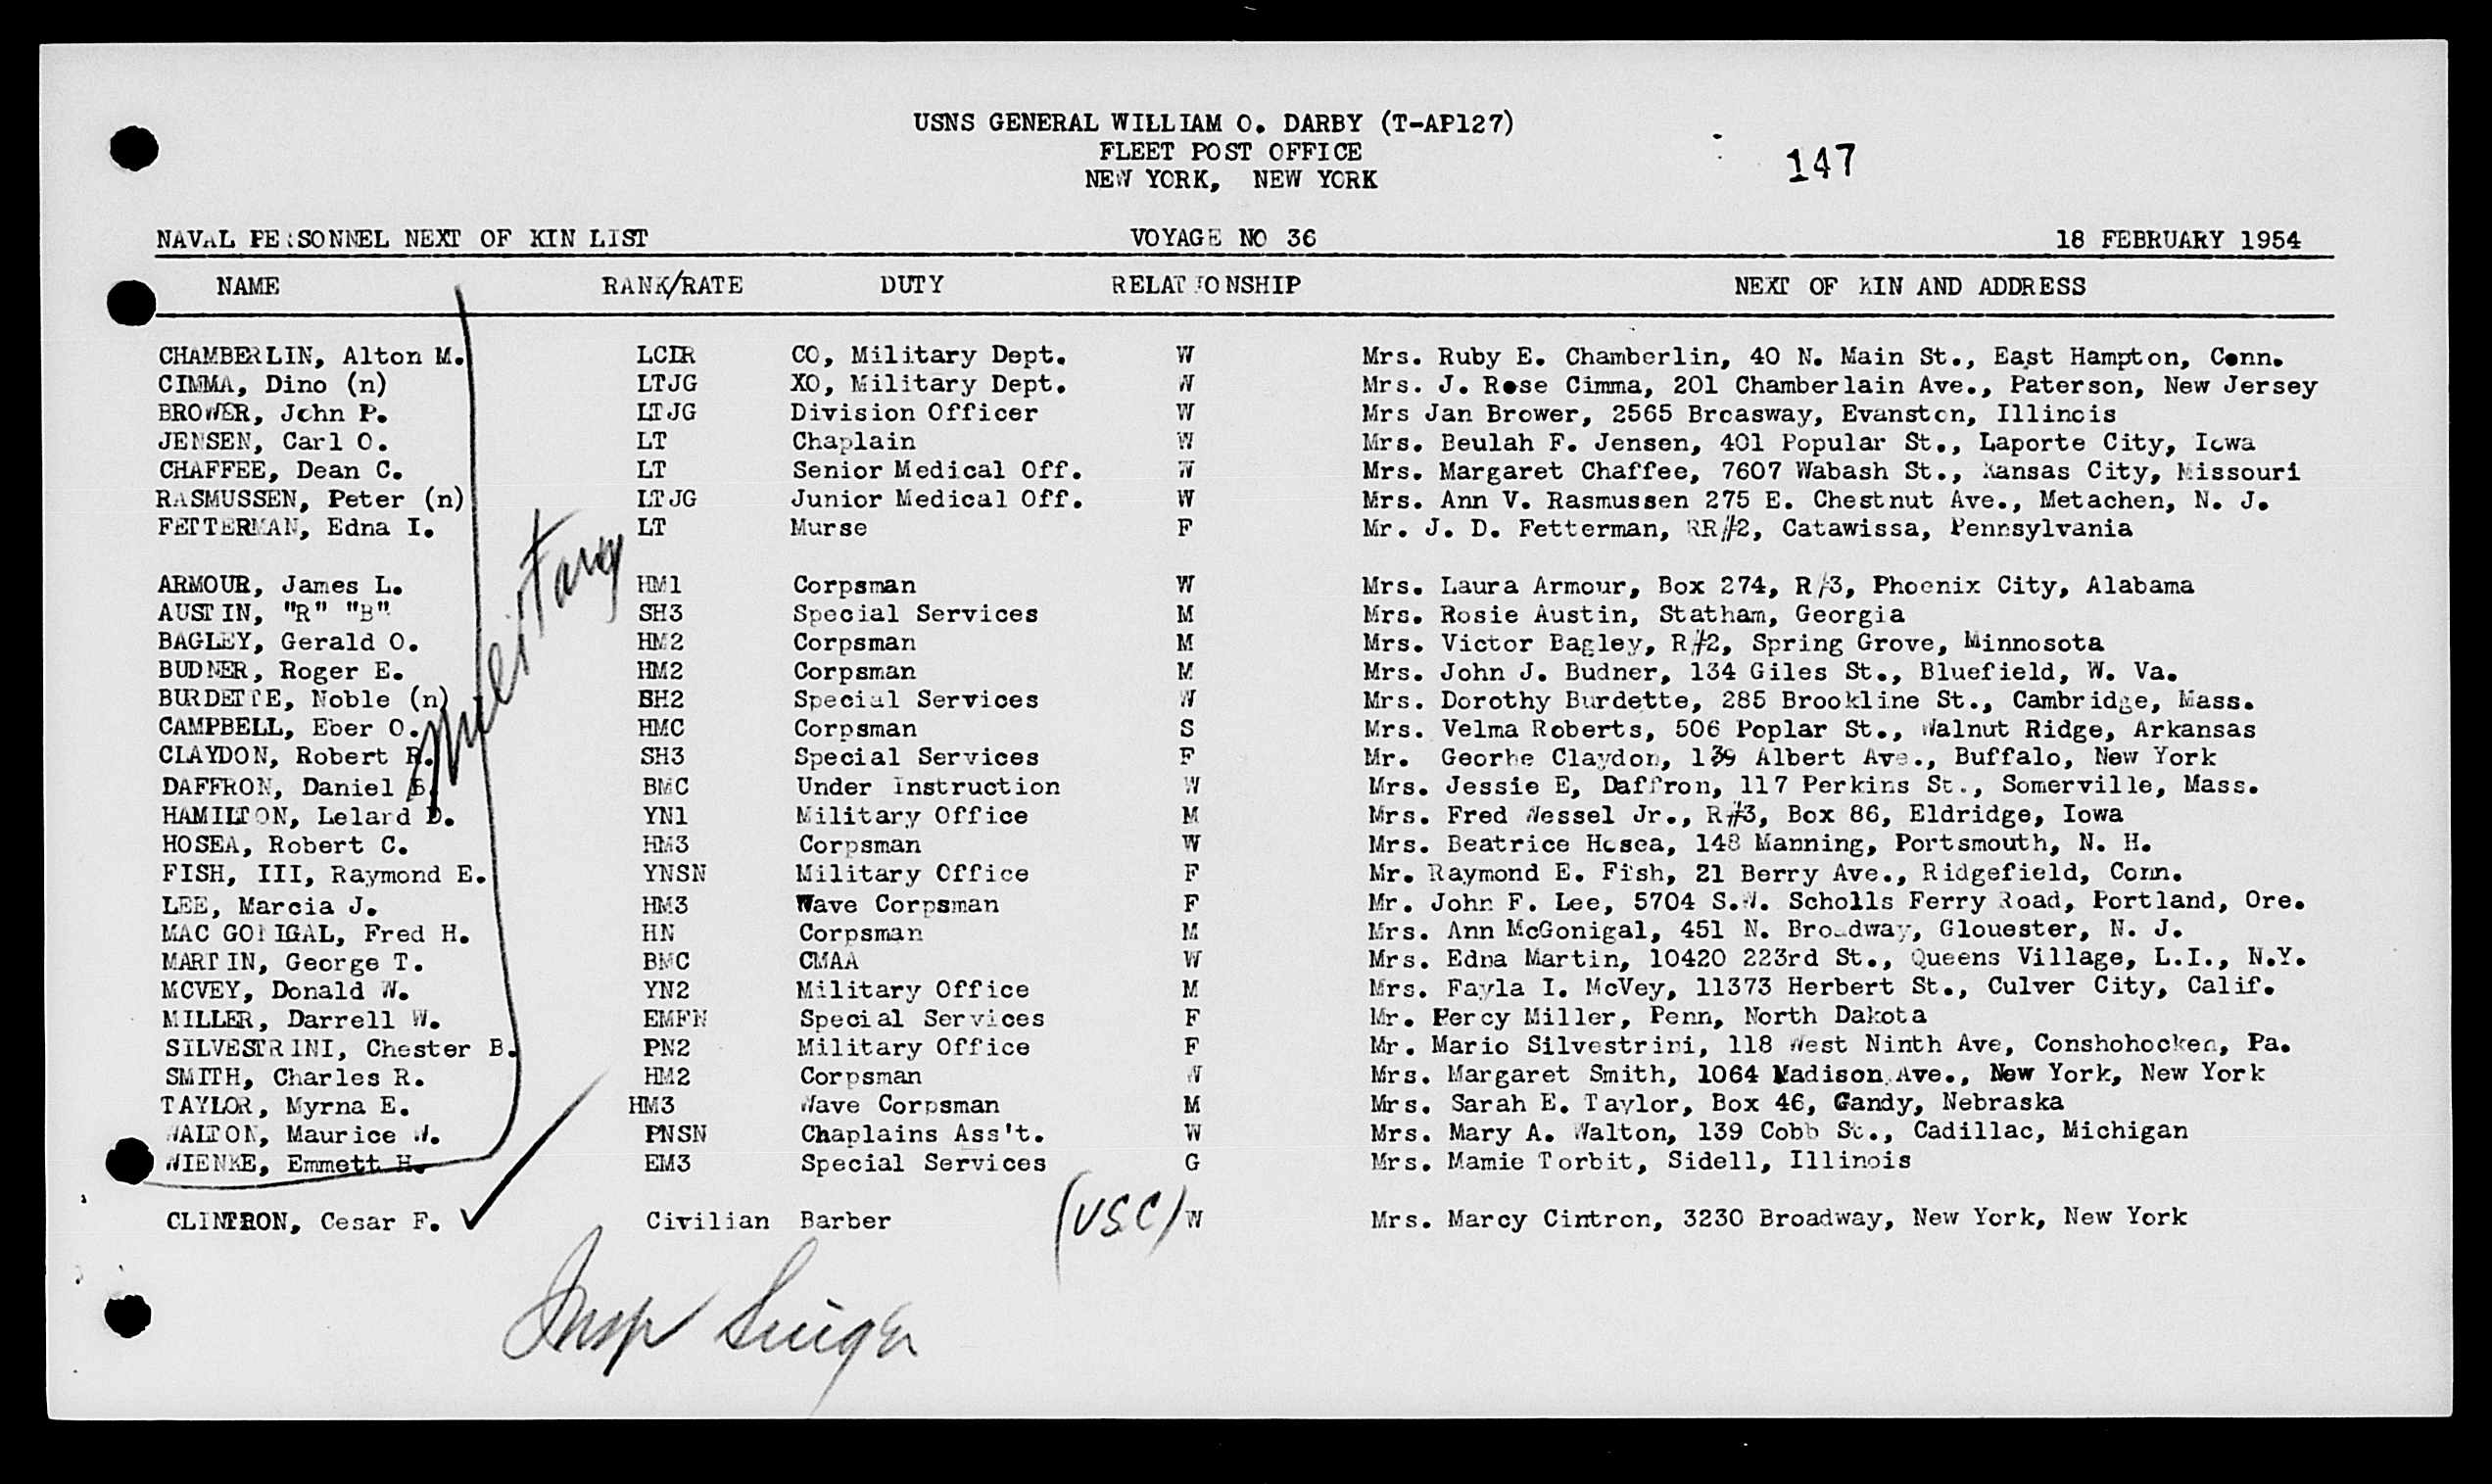 USNS GENERAL WILLIAM O. DARBY (T-AP127)
FLEET POST OFFICE
NEW YORK, NEW YORK
147
NAVAL PERSONNEL NEXT OF KIN LIST VOYAGE NO 36 18 FEBRUARY 1954
NAME RANK/RATE DUTY RELATIONSHIP NEXT OF KIN AND ADDRESS
CHAMBERLIN, Alton M. LCDR CO, Military Dept. W Mrs. Ruby E. Chamberlin, 40 N. Main St., East Hampton, Conn.
CIMMA, Dino (n) LTJG XO, Military Dept. W Mrs. J. Rose Cimma, 201 Chamberlain Ave., Paterson, New Jersey
BROWER, John P. LTJG Division Officer W Mrs Jan Brower, 2565 Broasway, Evanston, Illinois
JENSEN, Carl O. LT Chaplain W Mrs. Beulah F. Jensen, 401 Popular St., Laporte City, Iowa
CHAFFEE, Dean C. LT Senior Medical Off. W Mrs. Margaret Chaffee, 7607 Wabash St., Kansas City, Missouri
RASMUSSEN, Peter (n) LTJG Junior Medical Off. W Mrs. Ann V. Rasmussen 275 E. Chestnut Ave., Metachen, N. J.
FETTERMAN, Edna I. LT Murse F Mr. J. D. Fetterman, RR#2, Catawissa, Pennsylvania
Military
ARMOUR, James L. HM1 Corpsman W Mrs. Laura Armour, Box 274, R#3, Phoenix City, Alabama
AUSTIN, "R" "B" SH3 Special Services M Mrs. Rosie Austin, Statham, Georgia
BAGLEY, Gerald O. HM2 Corpsman M Mrs. Victor Bagley, R#2, Spring Grove, Minnosota
BUDNER, Roger E. HM2 Corpsman M Mrs. John J. Budner, 134 Giles St., Bluefield, W. Va.
BURDETTE, Noble (n) SH2 Special Services W Mrs. Dorothy Burdette, 285 Brookline St., Cambridge, Mass.
CAMPBELL, Eber O. HMC Corpsman S Mrs. Velma Roberts, 506 Poplar St., Walnut Ridge, Arkansas
CLAYDON, Robert R. SH3 Special Services F Mr. Georhe Claydon, 139 Albert Ave., Buffalo, New York
DAFFRON, Daniel B. BMC Under Instruction W Mrs. Jessie E, Daffron, 117 Perkins St., Somerville, Mass.
HAMILTON, Lelard D. YN1 Military Office M Mrs. Fred Wessel Jr., R#3, Box 86, Eldridge, Iowa
HOSEA, Robert C. HM3 Corpsman W Mrs. Beatrice Hosea, 148 Manning, Portsmouth, N. H.
FISH, III, Raymond E. YNSN Military Office F Mr. Raymond E. Fish, 21 Berry Ave., Ridgefield, Conn.
LEE, Marcia J. HM3 Wave Corpsman F Mr. John F. Lee, 5704 S.W. Scholls Ferry Road, Portland, Ore.
MAC GONIGAL, Fred H. HN Corpsman M Mrs. Ann McGonigal, 451 N. Broadway, Glouester, N. J.
MARTIN, George T. BMC CMAA W Mrs. Edna Martin, 10420 223rd St., Queens Village, L.I., N.Y.
MCVEY, Donald W. YN2 Military Office M Mrs. Fayla I. McVey, 11373 Herbert St., Culver City, Calif.
MILLER, Darrell W. EMFN Special Services F Mr. Percy Miller, Penn, North Dakota
SILVESTRINI, Chester B. PN2 Military Office F Mr. Mario Silvestrini, 118 West Ninth Ave, Conshohocken, Pa.
SMITH, Charles R. HM2 Corpsman W Mrs. Margaret Smith, 1064 Madison Ave., New York, New York
TAYLOR, Myrna E. HM3 Wave Corpsman M Mrs. Sarah E. Taylor, Box 46, Gandy, Nebraska
WALTON, Maurice W. PNSN Chaplains Ass't. W Mrs. Mary A. Walton, 139 Cobb St., Cadillac, Michigan
WIENKE, Emmett H. EM3 Special Services G Mrs. Mamie Torbit, Sidell, Illinois
CLINTRON, Cesar F. ✓ Civilian Barber (USC) W Mrs. Marcy Cintron, 3230 Broadway, New York, New York
Insp